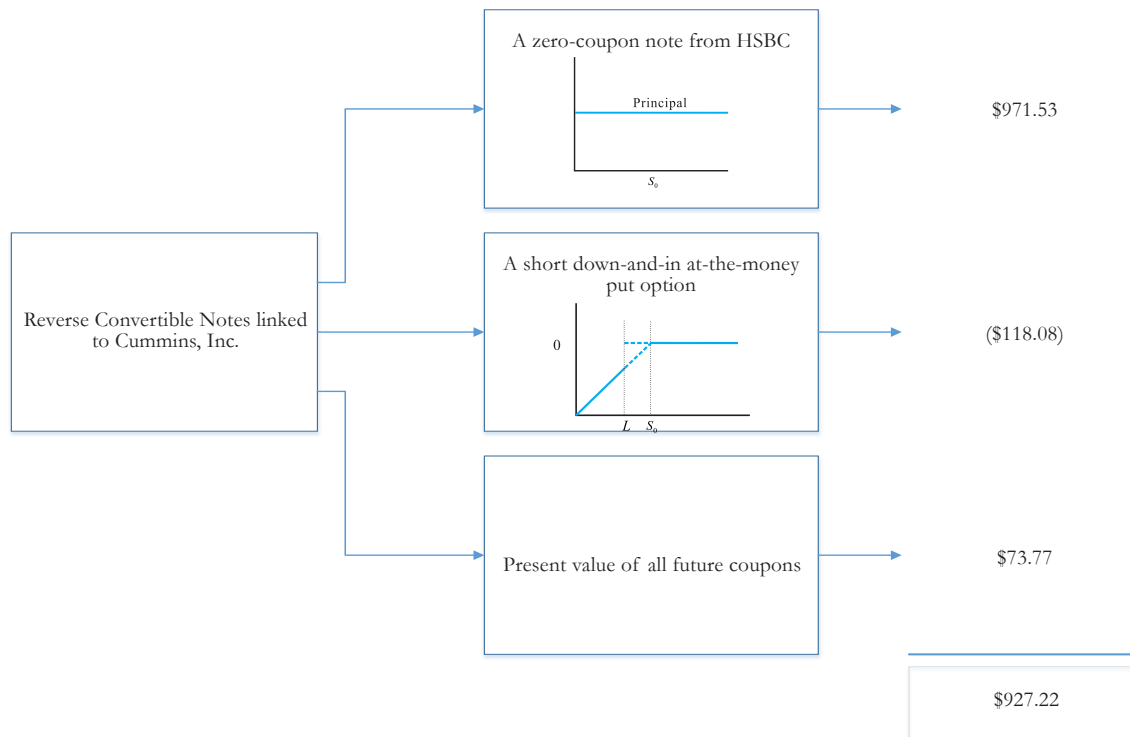 A zero-coupon note from HSBC
Principal
S₀
$971.53
Reverse Convertible Notes linked
to Cummins, Inc.
A short down-and-in at-the-money
put option
0
L S₀
($118.08)
Present value of all future coupons
$73.77
$927.22